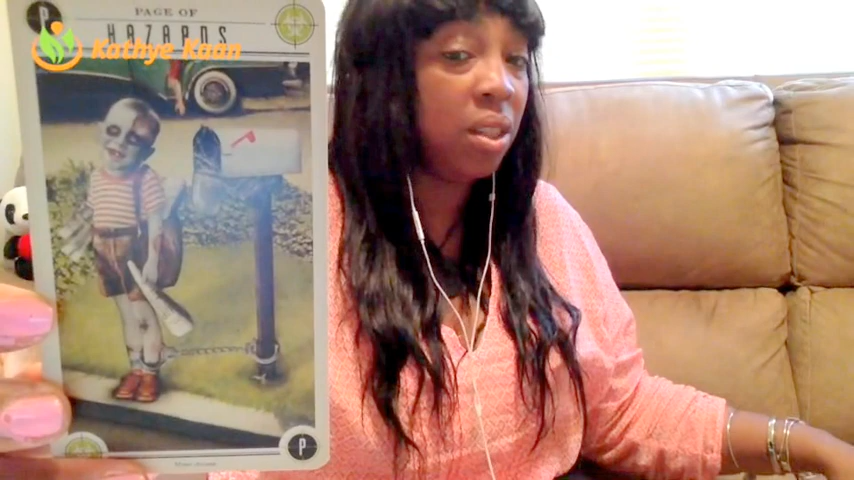 P
PAGE OF
HAZARDS
Kathye Kaan
P